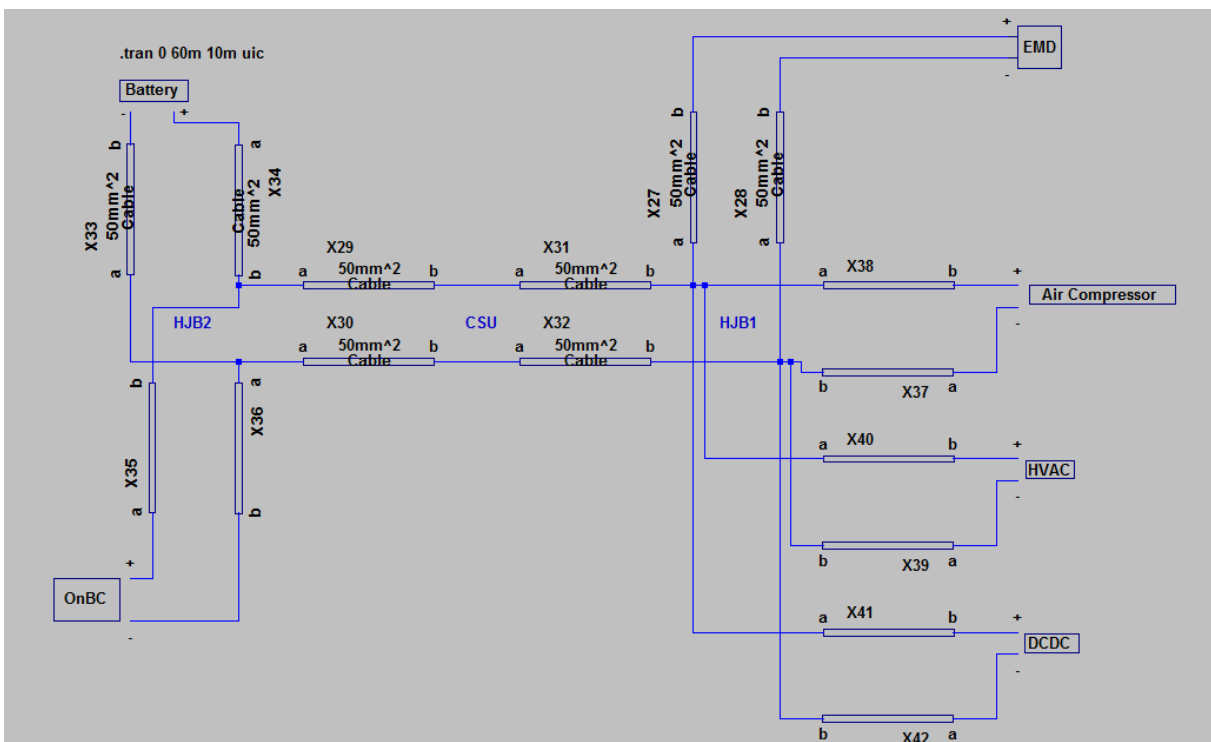 +
EMD
-
.tran 0 60m 10m uic
Battery
- +
b a
X33
50mm^2
Cable
X34
Cable
50mm^2
a b
b b
X27
50mm^2
Cable
X28
50mm^2
Cable
a a
X29
a 50mm^2 b
Cable
X31
a 50mm^2 b
Cable
X38
a b
+
Air Compressor
-
HJB2
CSU
HJB1
X30
a 50mm^2 b
Cable
X32
a 50mm^2 b
Cable
b X37 a
b a
X35
X36
a b
X40
a b
+
HVAC
-
b X39 a
+
OnBC
-
X41
a b
+
DCDC
-
b X42 a